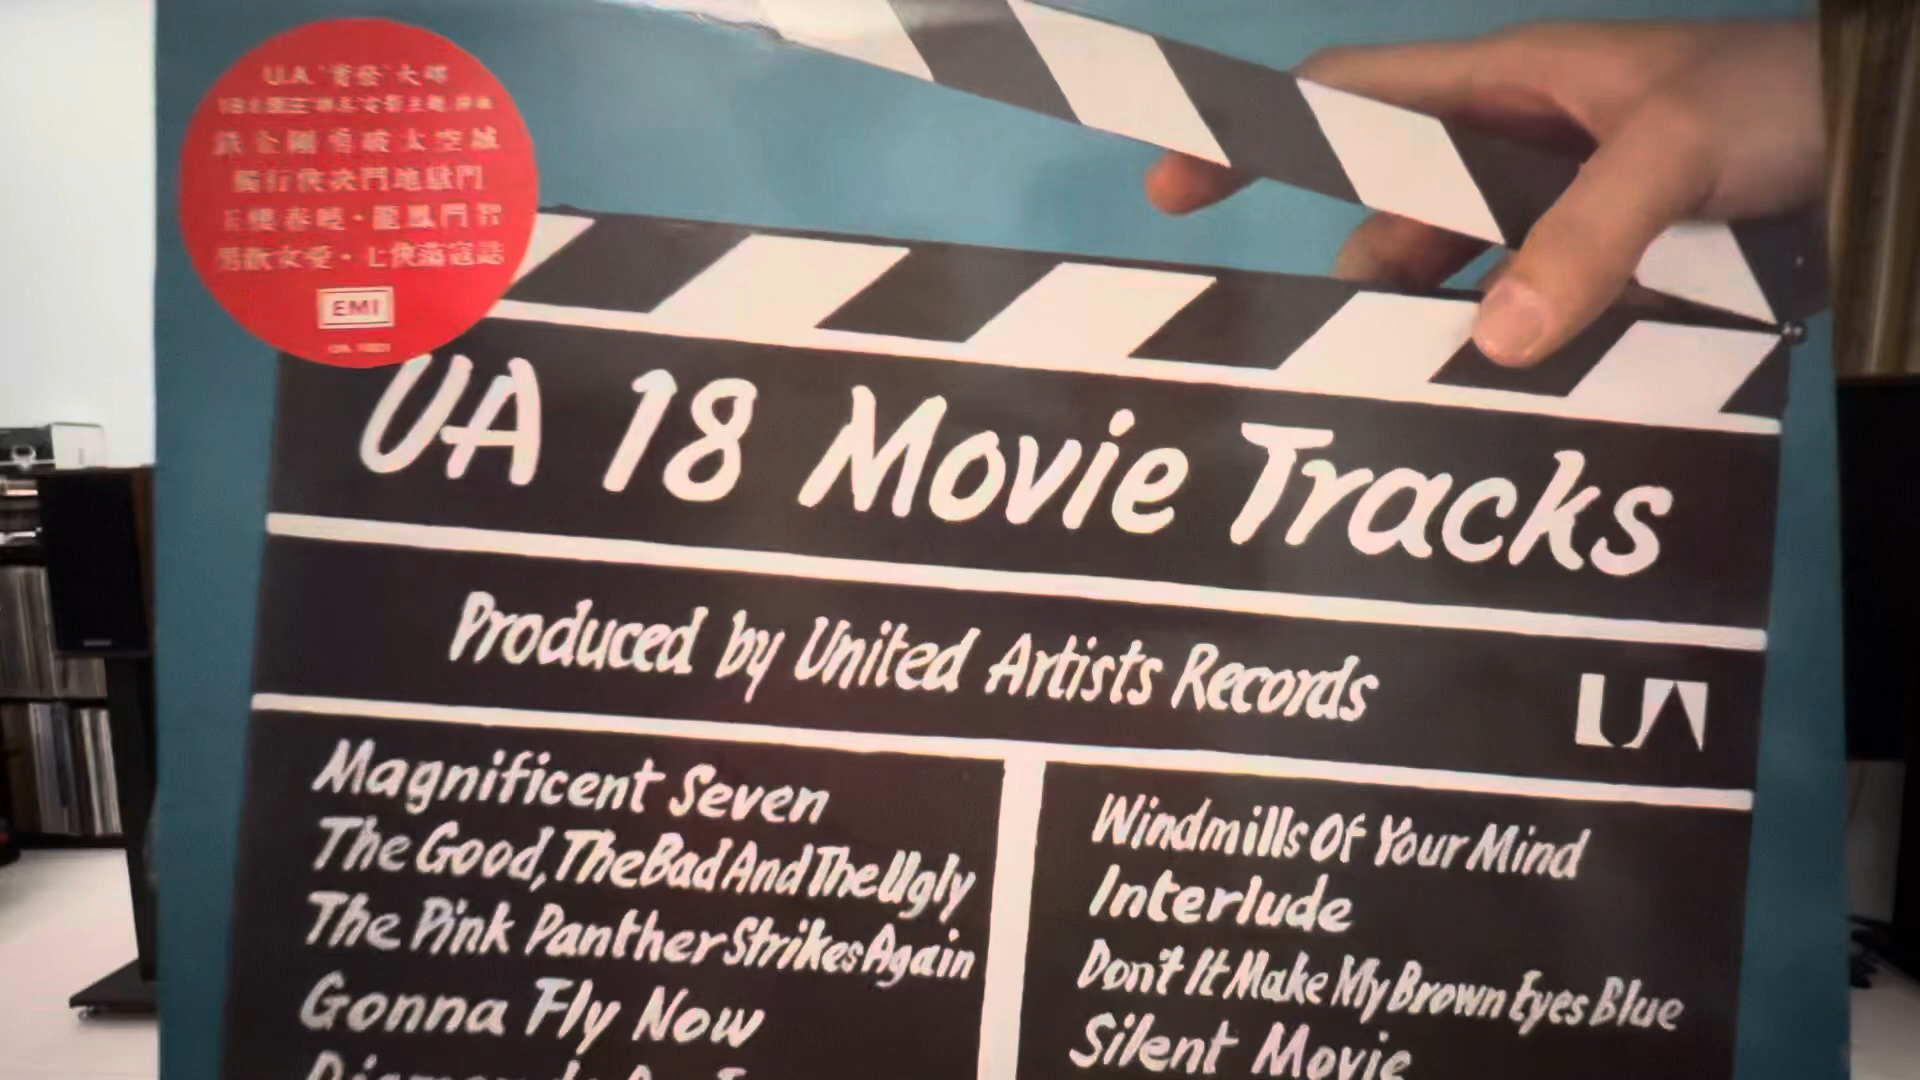 U.A.
鐵金剛勇破太空城
獨行俠決鬥地獄門
玉樓春曉・龍鳳鬥智
男歡女愛・七俠蕩寇誌
EMI
UA 18 Movie Tracks
Produced by United Artists Records
UA
Magnificent Seven
The Good, The Bad And The Ugly
The Pink Panther Strikes Again
Gonna Fly Now
Windmills Of Your Mind
Interlude
Don't It Make My Brown Eyes Blue
Silent Movie